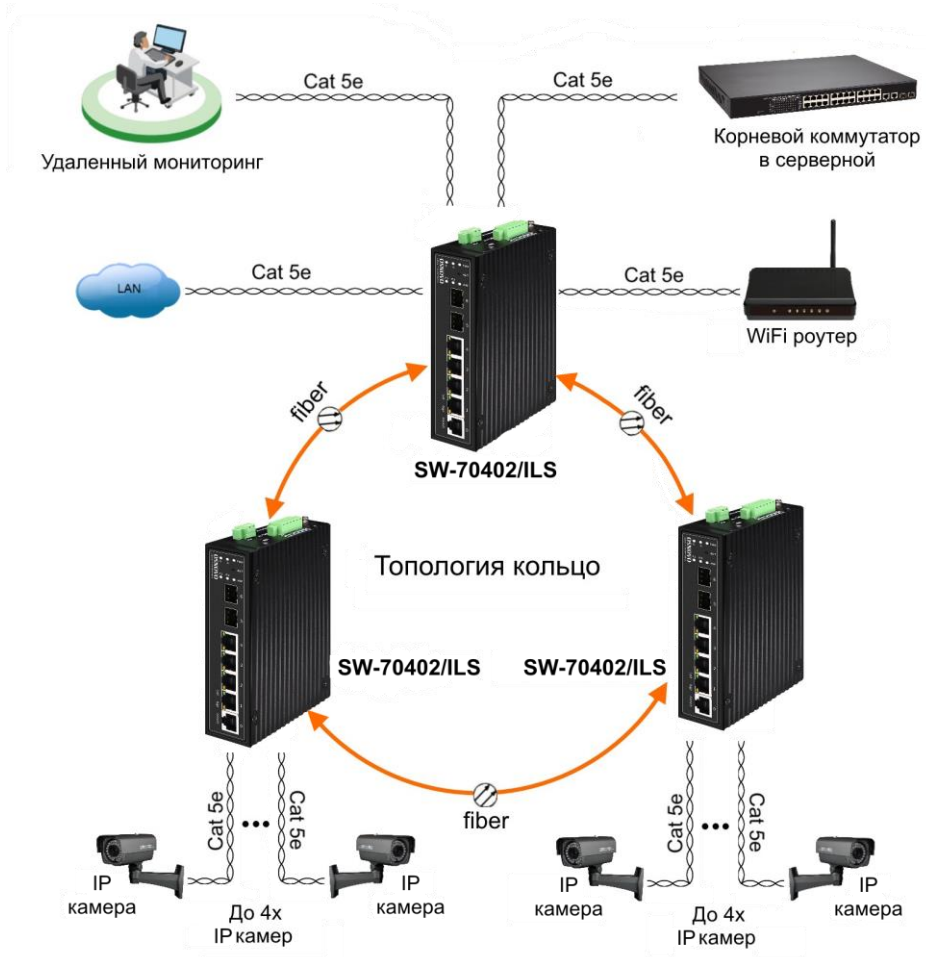 Cat 5e
Cat 5e
Удаленный мониторинг
Корневой коммутатор
в серверной
LAN
Cat 5e
Cat 5e
WiFi роутер
fiber
fiber
SW-70402/ILS
Топология кольцо
SW-70402/ILS
SW-70402/ILS
fiber
Cat 5e
Cat 5e
Cat 5e
Cat 5e
IP
камера
До 4х
IP камер
IP
камера
IP
камера
До 4х
IP камер
IP
камера